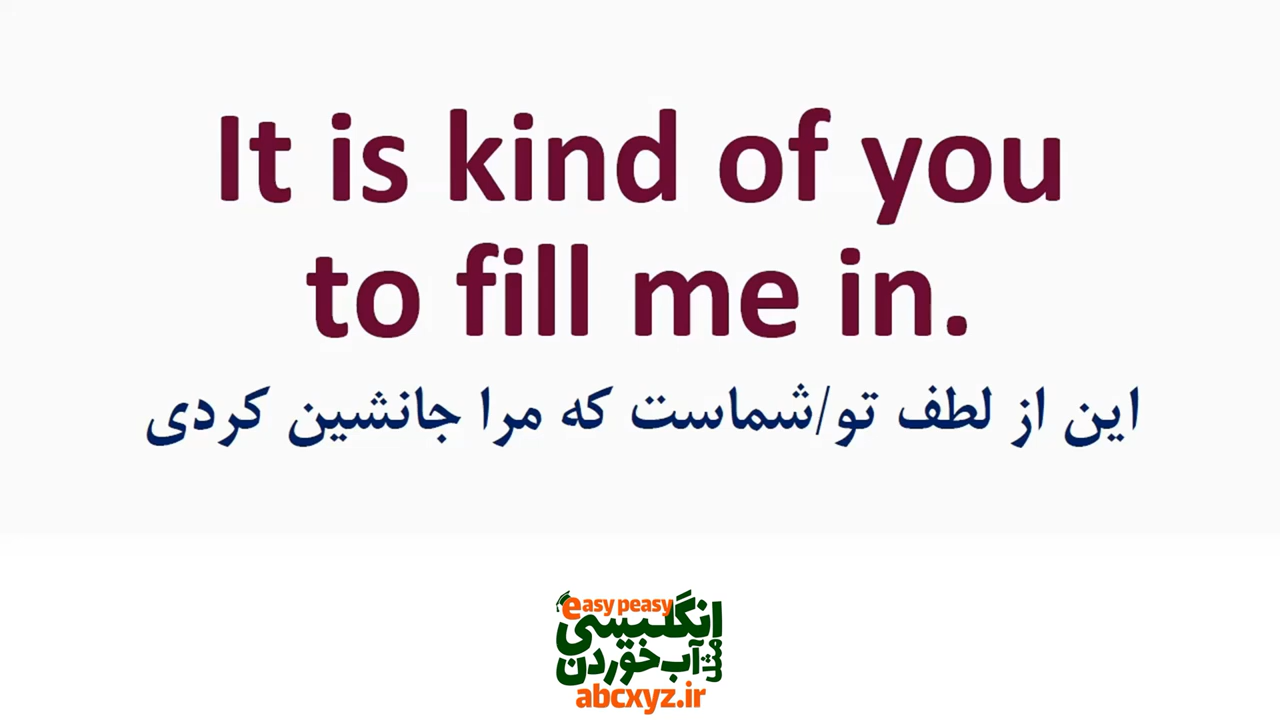 It is kind of you
to fill me in.
این از لطف تو/شماست که مرا جانشین کردی
easy peasy
انگلیسی
مثل آب خوردن
abcxyz.ir